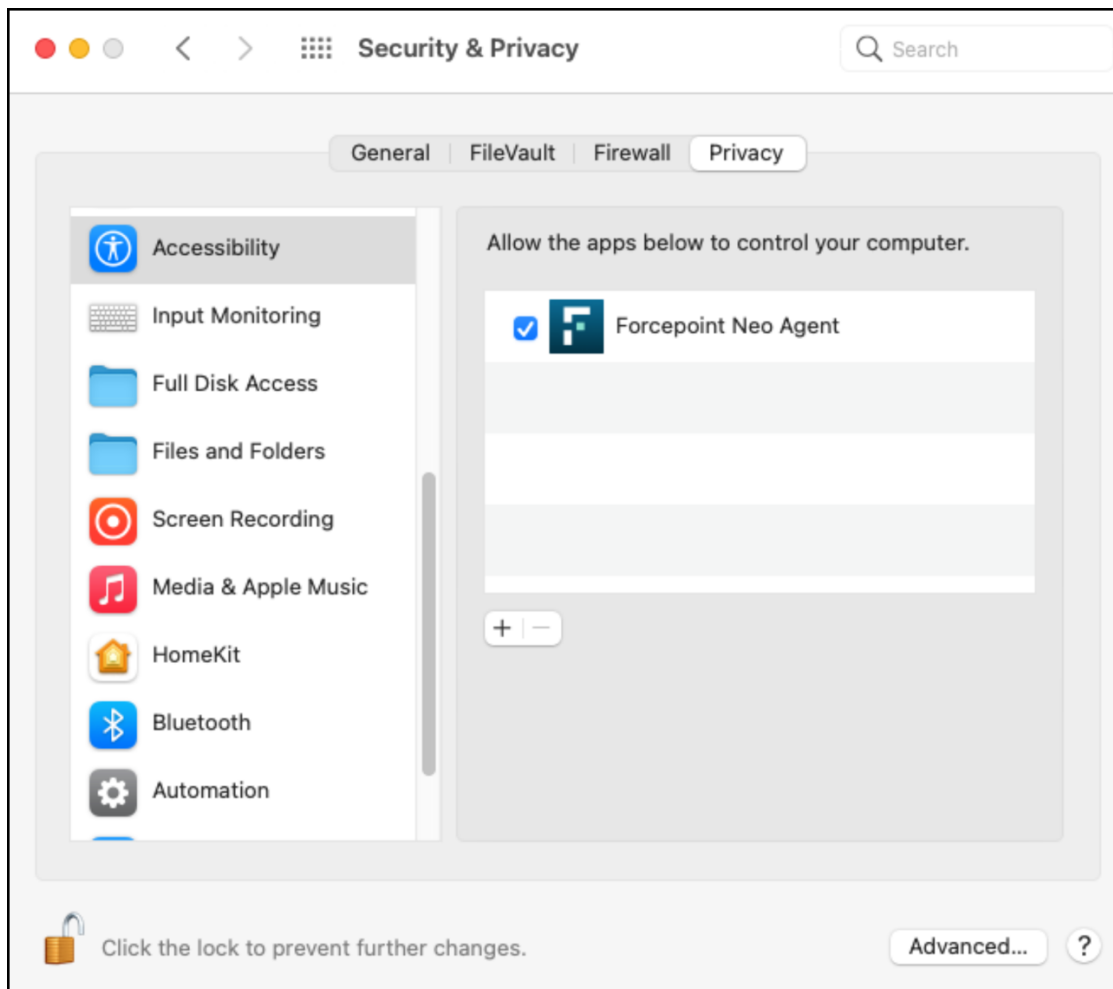 Security & Privacy
Search
General
FileVault
Firewall
Privacy
Accessibility
Input Monitoring
Full Disk Access
Files and Folders
Screen Recording
Media & Apple Music
HomeKit
Bluetooth
Automation
Allow the apps below to control your computer.
Forcepoint Neo Agent
+ −
Click the lock to prevent further changes.
Advanced...
?